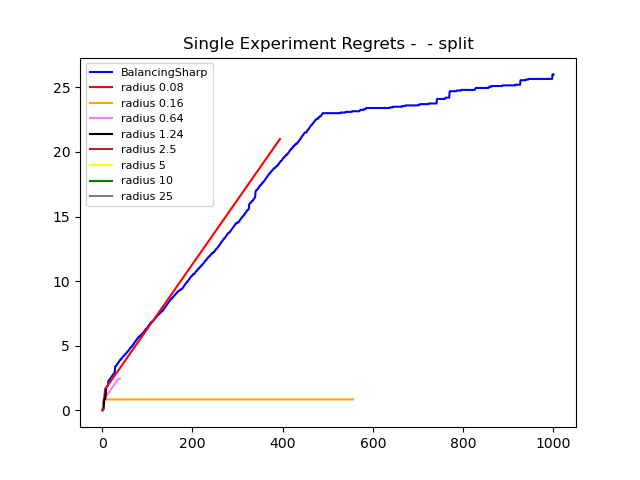 Single Experiment Regrets -  - split
BalancingSharp
radius 0.08
radius 0.16
radius 0.64
radius 1.24
radius 2.5
radius 5
radius 10
radius 25
25
20
15
10
5
0
0 200 400 600 800 1000